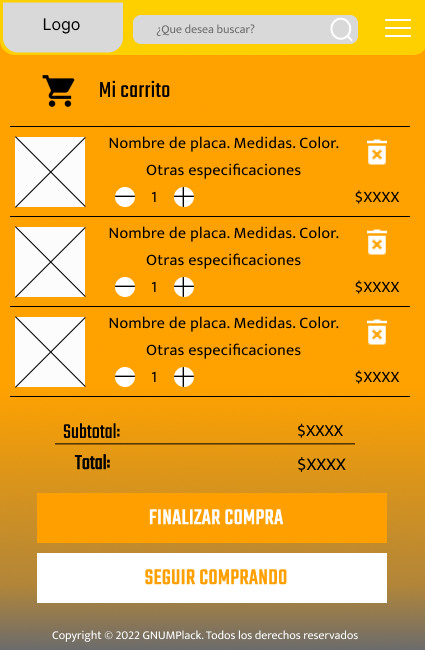 Logo
¿Que desea buscar?
Mi carrito
Nombre de placa. Medidas. Color.
Otras especificaciones
1
$XXXX
Nombre de placa. Medidas. Color.
Otras especificaciones
1
$XXXX
Nombre de placa. Medidas. Color.
Otras especificaciones
1
$XXXX
Subtotal: $XXXX
Total: $XXXX
FINALIZAR COMPRA
SEGUIR COMPRANDO
Copyright © 2022 GNUMPlack. Todos los derechos reservados